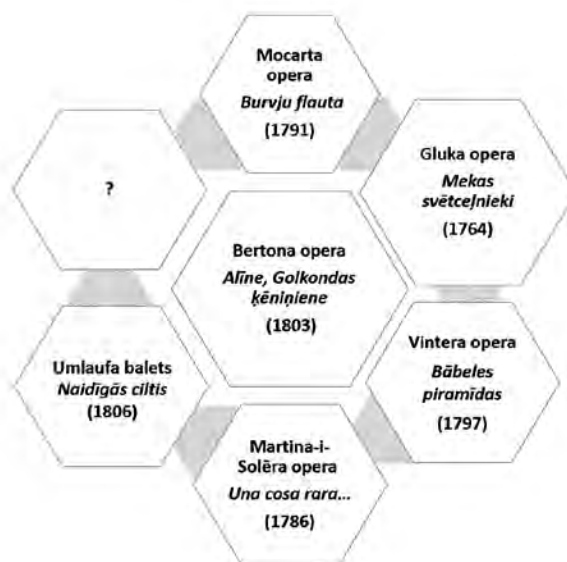 Mocarta
opera
Burvju flauta
(1791)
Gluka opera
Mekas
svētceļnieki
(1764)
?
Bertona opera
Alīne, Golkondas
ķēniņiene
(1803)
Vintera opera
Bābeles
piramīdas
(1797)
Umlaufa balets
Naidīgās ciltis
(1806)
Martina-i-
Solēra opera
Una cosa rara...
(1786)